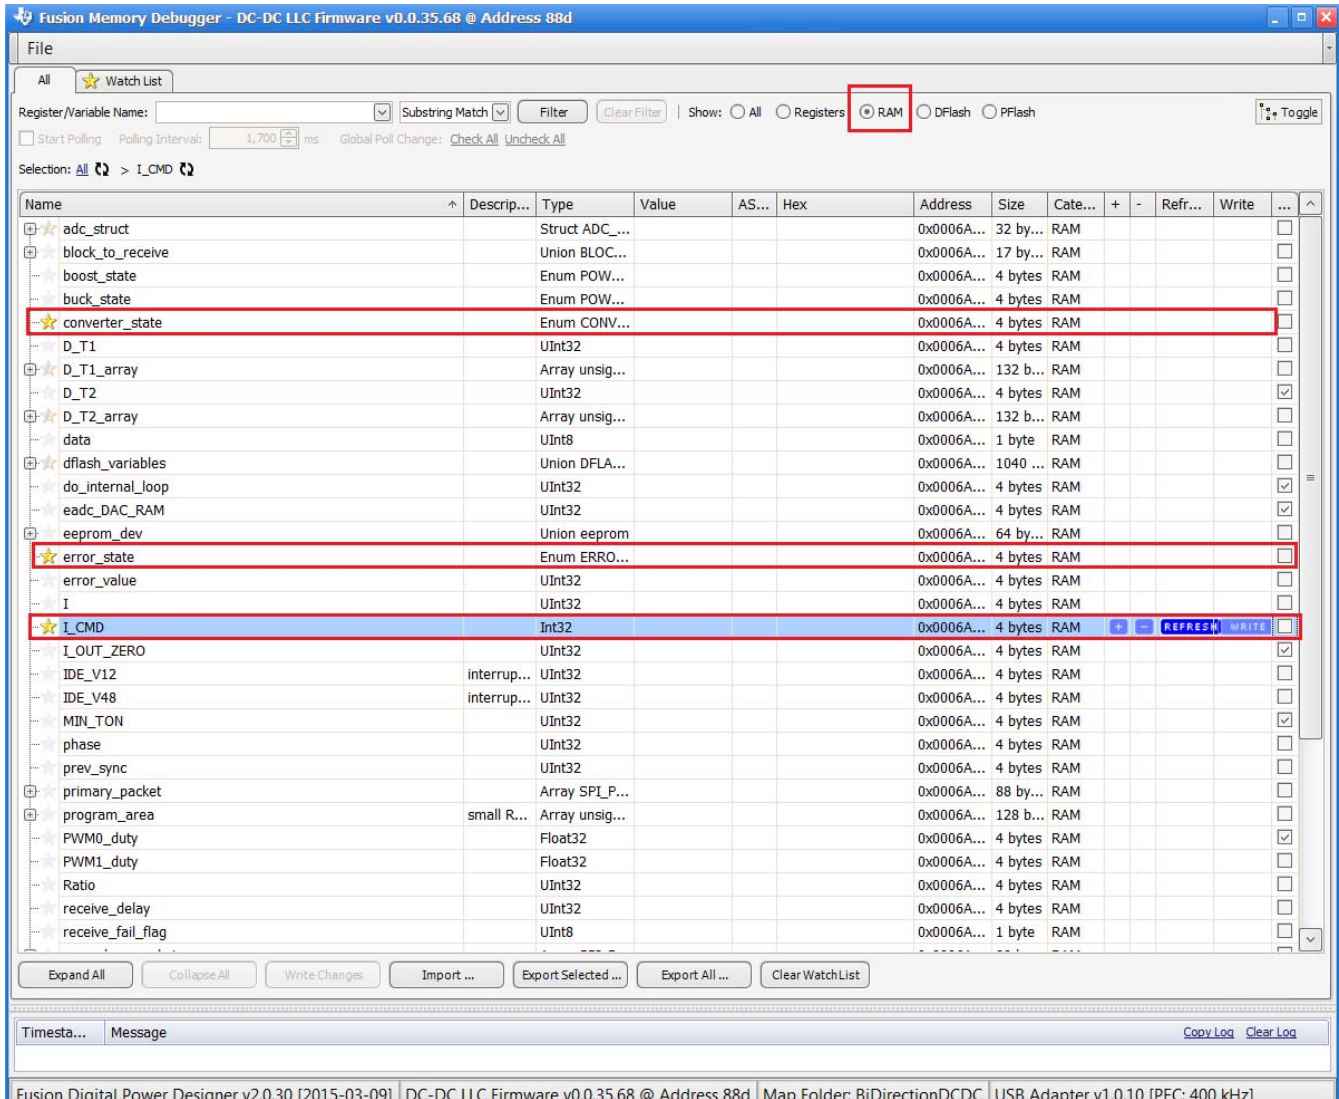 Fusion Memory Debugger - DC-DC LLC Firmware v0.0.35.68 @ Address 88d
File
All Watch List
Register/Variable Name: Substring Match Filter Clear Filter | Show: All Registers RAM DFlash PFlash Toggle
Start Polling Polling Interval: 1,700 ms Global Poll Change: Check All Uncheck All
Selection: All > I_CMD
Name Descrip... Type Value AS... Hex Address Size Cate... + - Refr... Write ...
adc_struct Struct ADC_... 0x0006A... 32 by... RAM
block_to_receive Union BLOC... 0x0006A... 17 by... RAM
boost_state Enum POW... 0x0006A... 4 bytes RAM
buck_state Enum POW... 0x0006A... 4 bytes RAM
converter_state Enum CONV... 0x0006A... 4 bytes RAM
D_T1 UInt32 0x0006A... 4 bytes RAM
D_T1_array Array unsig... 0x0006A... 132 b... RAM
D_T2 UInt32 0x0006A... 4 bytes RAM
D_T2_array Array unsig... 0x0006A... 132 b... RAM
data UInt8 0x0006A... 1 byte RAM
dflash_variables Union DFLA... 0x0006A... 1040 ... RAM
do_internal_loop UInt32 0x0006A... 4 bytes RAM
eadc_DAC_RAM UInt32 0x0006A... 4 bytes RAM
eeprom_dev Union eeprom 0x0006A... 64 by... RAM
error_state Enum ERRO... 0x0006A... 4 bytes RAM
error_value UInt32 0x0006A... 4 bytes RAM
I UInt32 0x0006A... 4 bytes RAM
I_CMD Int32 0x0006A... 4 bytes RAM + - REFRESH WRITE
I_OUT_ZERO UInt32 0x0006A... 4 bytes RAM
IDE_V12 interrup... UInt32 0x0006A... 4 bytes RAM
IDE_V48 interrup... UInt32 0x0006A... 4 bytes RAM
MIN_TON UInt32 0x0006A... 4 bytes RAM
phase UInt32 0x0006A... 4 bytes RAM
prev_sync UInt32 0x0006A... 4 bytes RAM
primary_packet Array SPI_P... 0x0006A... 88 by... RAM
program_area small R... Array unsig... 0x0006A... 128 b... RAM
PWM0_duty Float32 0x0006A... 4 bytes RAM
PWM1_duty Float32 0x0006A... 4 bytes RAM
Ratio UInt32 0x0006A... 4 bytes RAM
receive_delay UInt32 0x0006A... 4 bytes RAM
receive_fail_flag UInt8 0x0006A... 1 byte RAM
Expand All Collapse All Write Changes Import ... Export Selected ... Export All ... Clear WatchList
Timesta... Message Copy Log Clear Log
Fusion Digital Power Designer v2.0.30 [2015-03-09] DC-DC LLC Firmware v0.0.35.68 @ Address 88d Map Folder: BiDirectionDCDC USB Adapter v1.0.10 [PEC; 400 kHz]